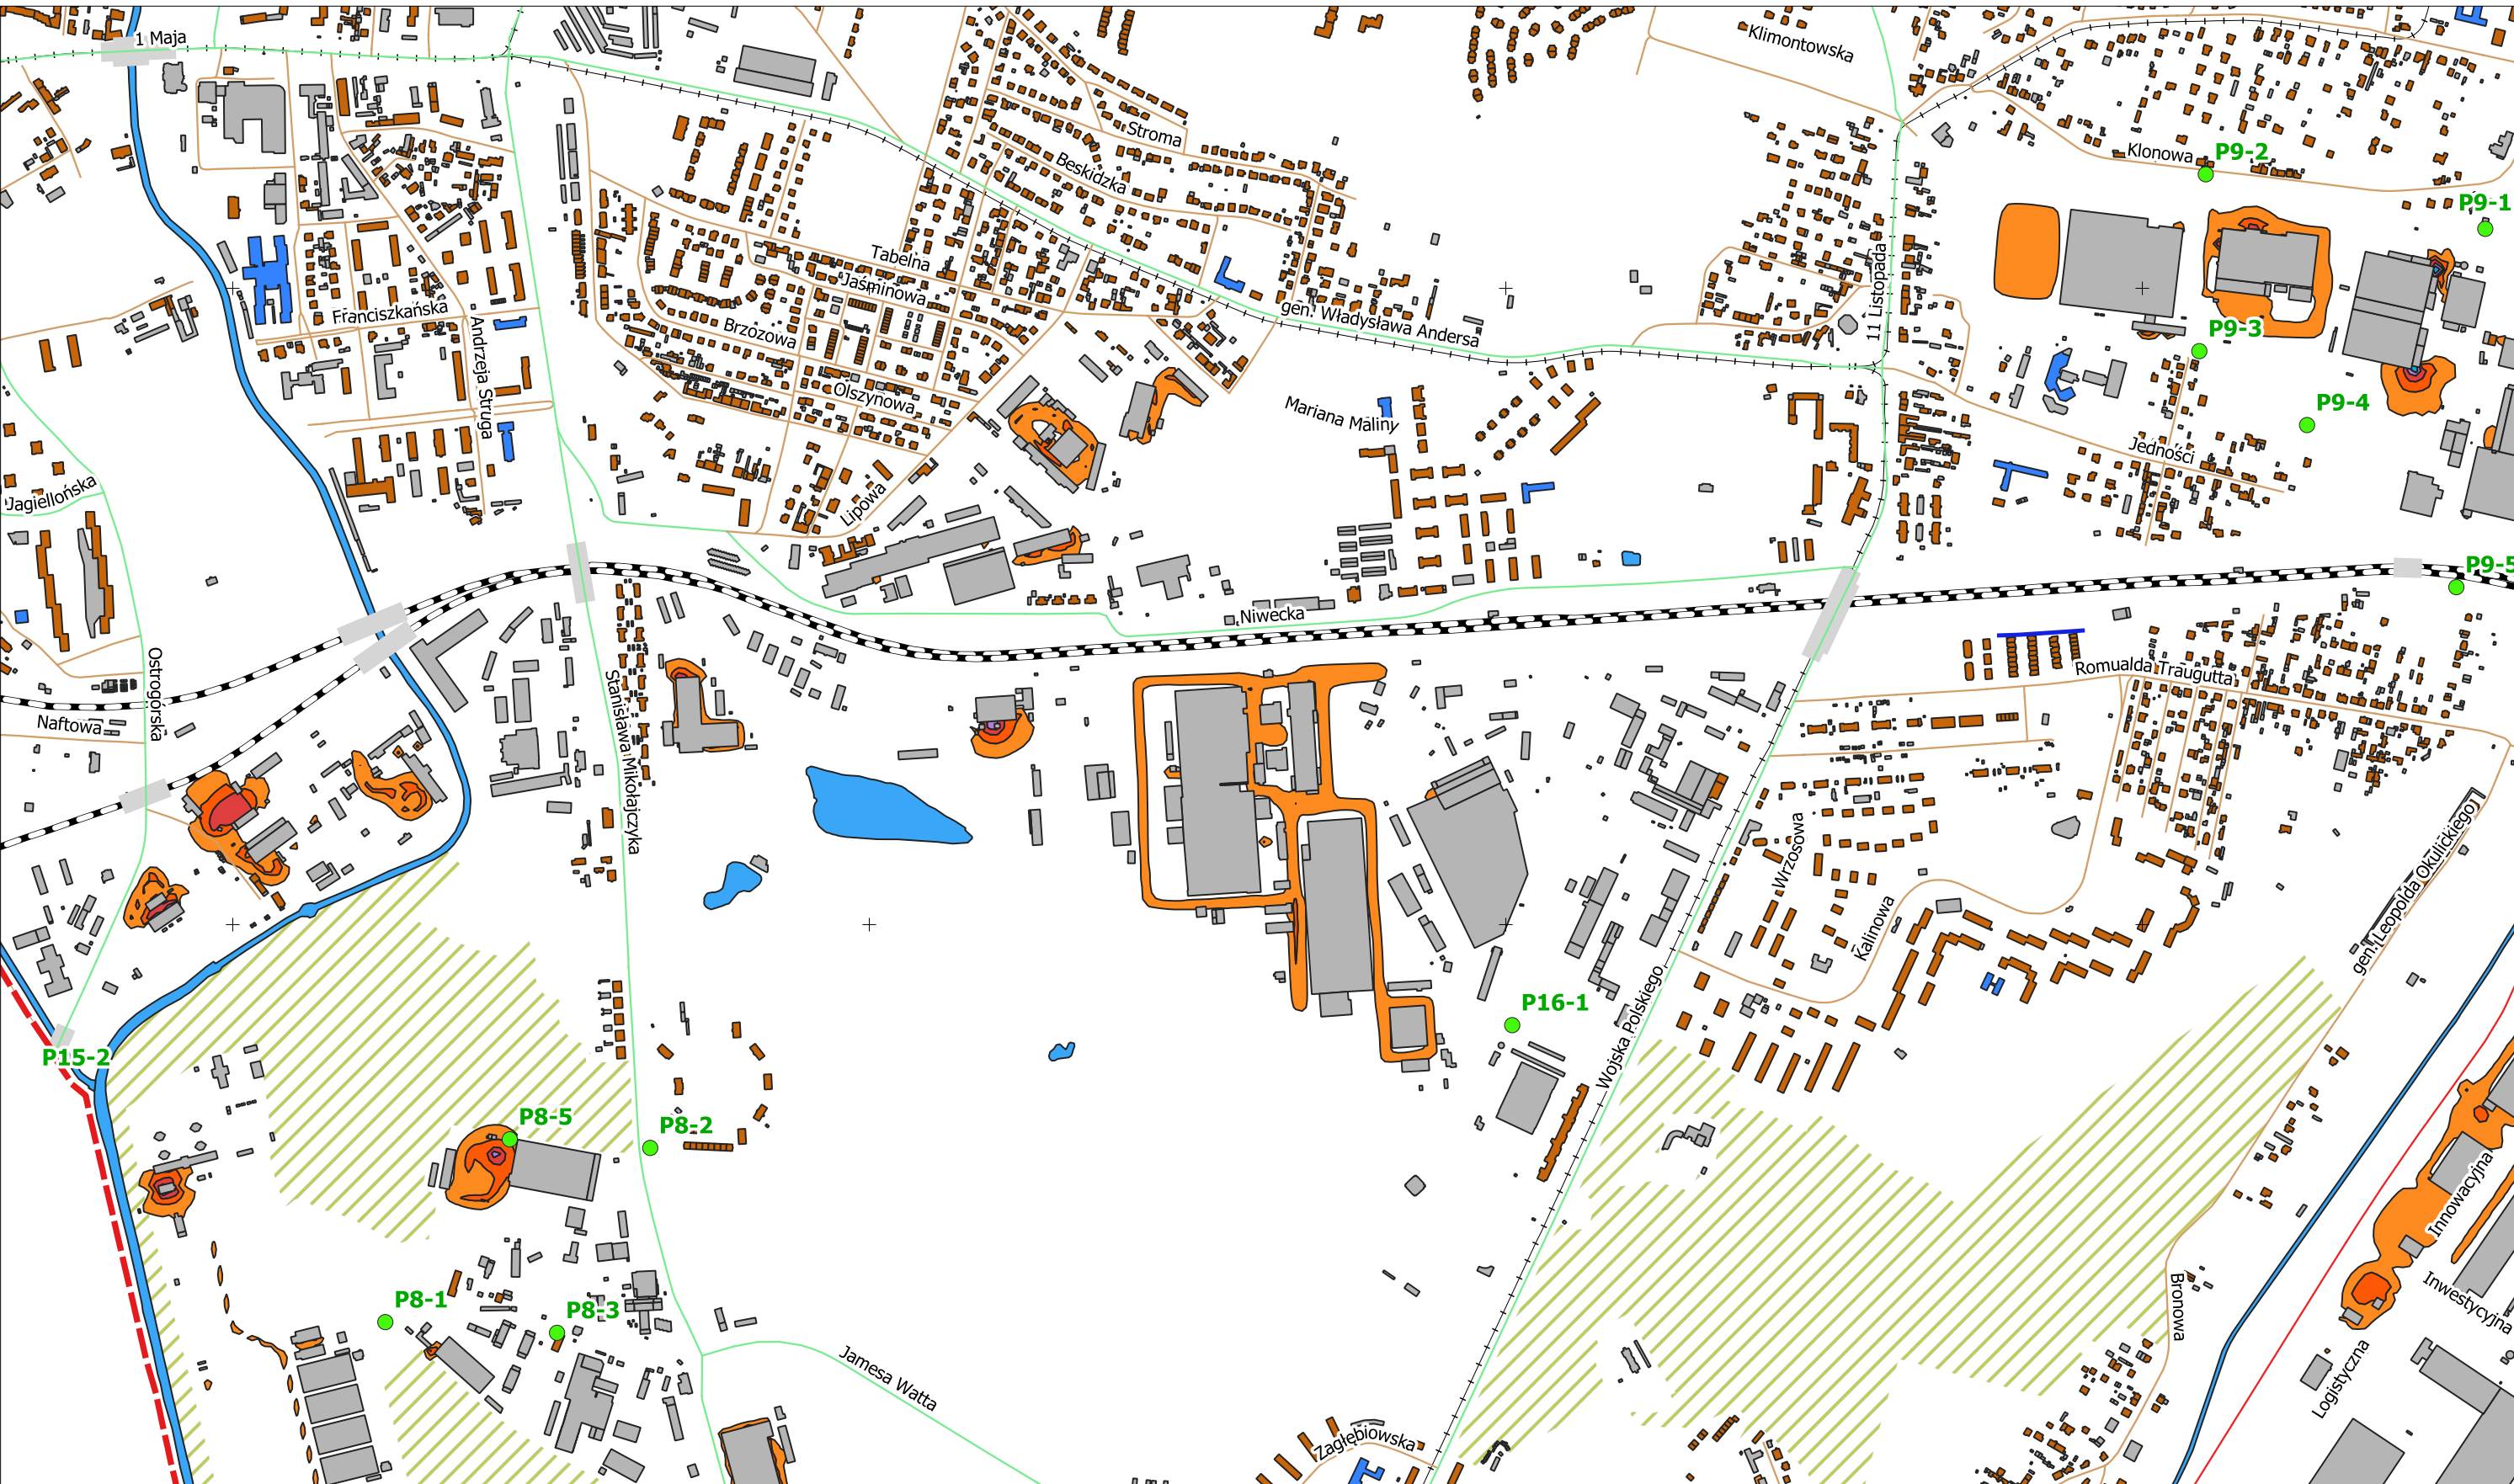 1 Maja
Klimontowska
Stroma
Klonowa
P9-2
Beskidzka
P9-1
Tabelna
Jaśminowa
11 Listopada
Franciszkańska
gen. Władysława Andersa
Brzozowa
P9-3
Andrzeja Struga
Olszynowa
Mariana Maliny
P9-4
Jedności
Jagiellońska
Lipowa
P9-5
Niwecka
Ostrogórska
Romualda Traugutta
Stanisława Mikołajczyka
Naftowa
Wrzosowa
gen. Leopolda Okulickiego
Kalinowa
P16-1
Wojska Polskiego
P15-2
P8-5
P8-2
Innowacyjna
P8-1
P8-3
Bronowa
Inwestycyjna
Jamesa Watta
Logistyczna
Zagłębiowska